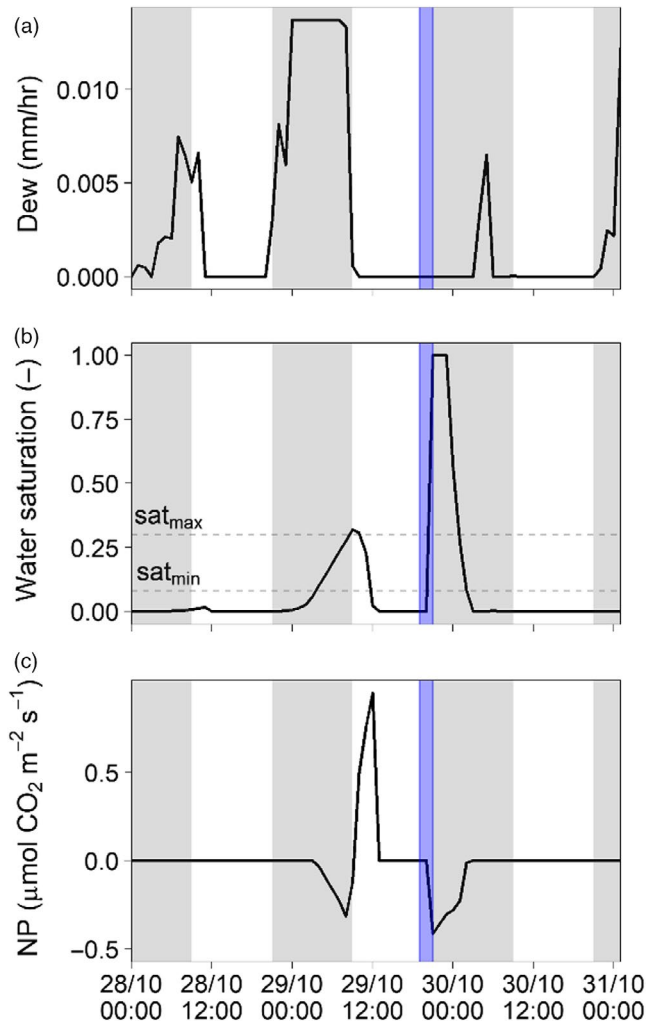 (a)
Dew (mm/hr)
0.010
0.005
0.000
(b)
Water saturation (–)
1.00
0.75
0.50
0.25
0.00
satmax
satmin
(c)
NP (µmol CO2 m−2 s−1)
0.5
0.0
−0.5
28/10 28/10 29/10 29/10 30/10 30/10 31/10
00:00 12:00 00:00 12:00 00:00 12:00 00:00